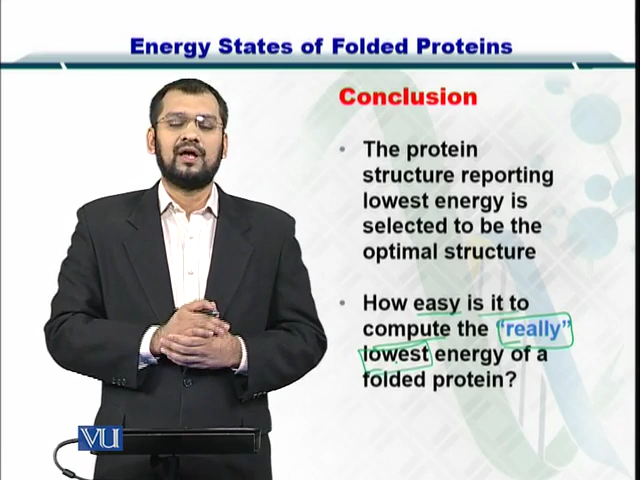 Energy States of Folded Proteins
Conclusion
• The protein
structure reporting
lowest energy is
selected to be the
optimal structure
• How easy is it to
compute the “really”
lowest energy of a
folded protein?
VU